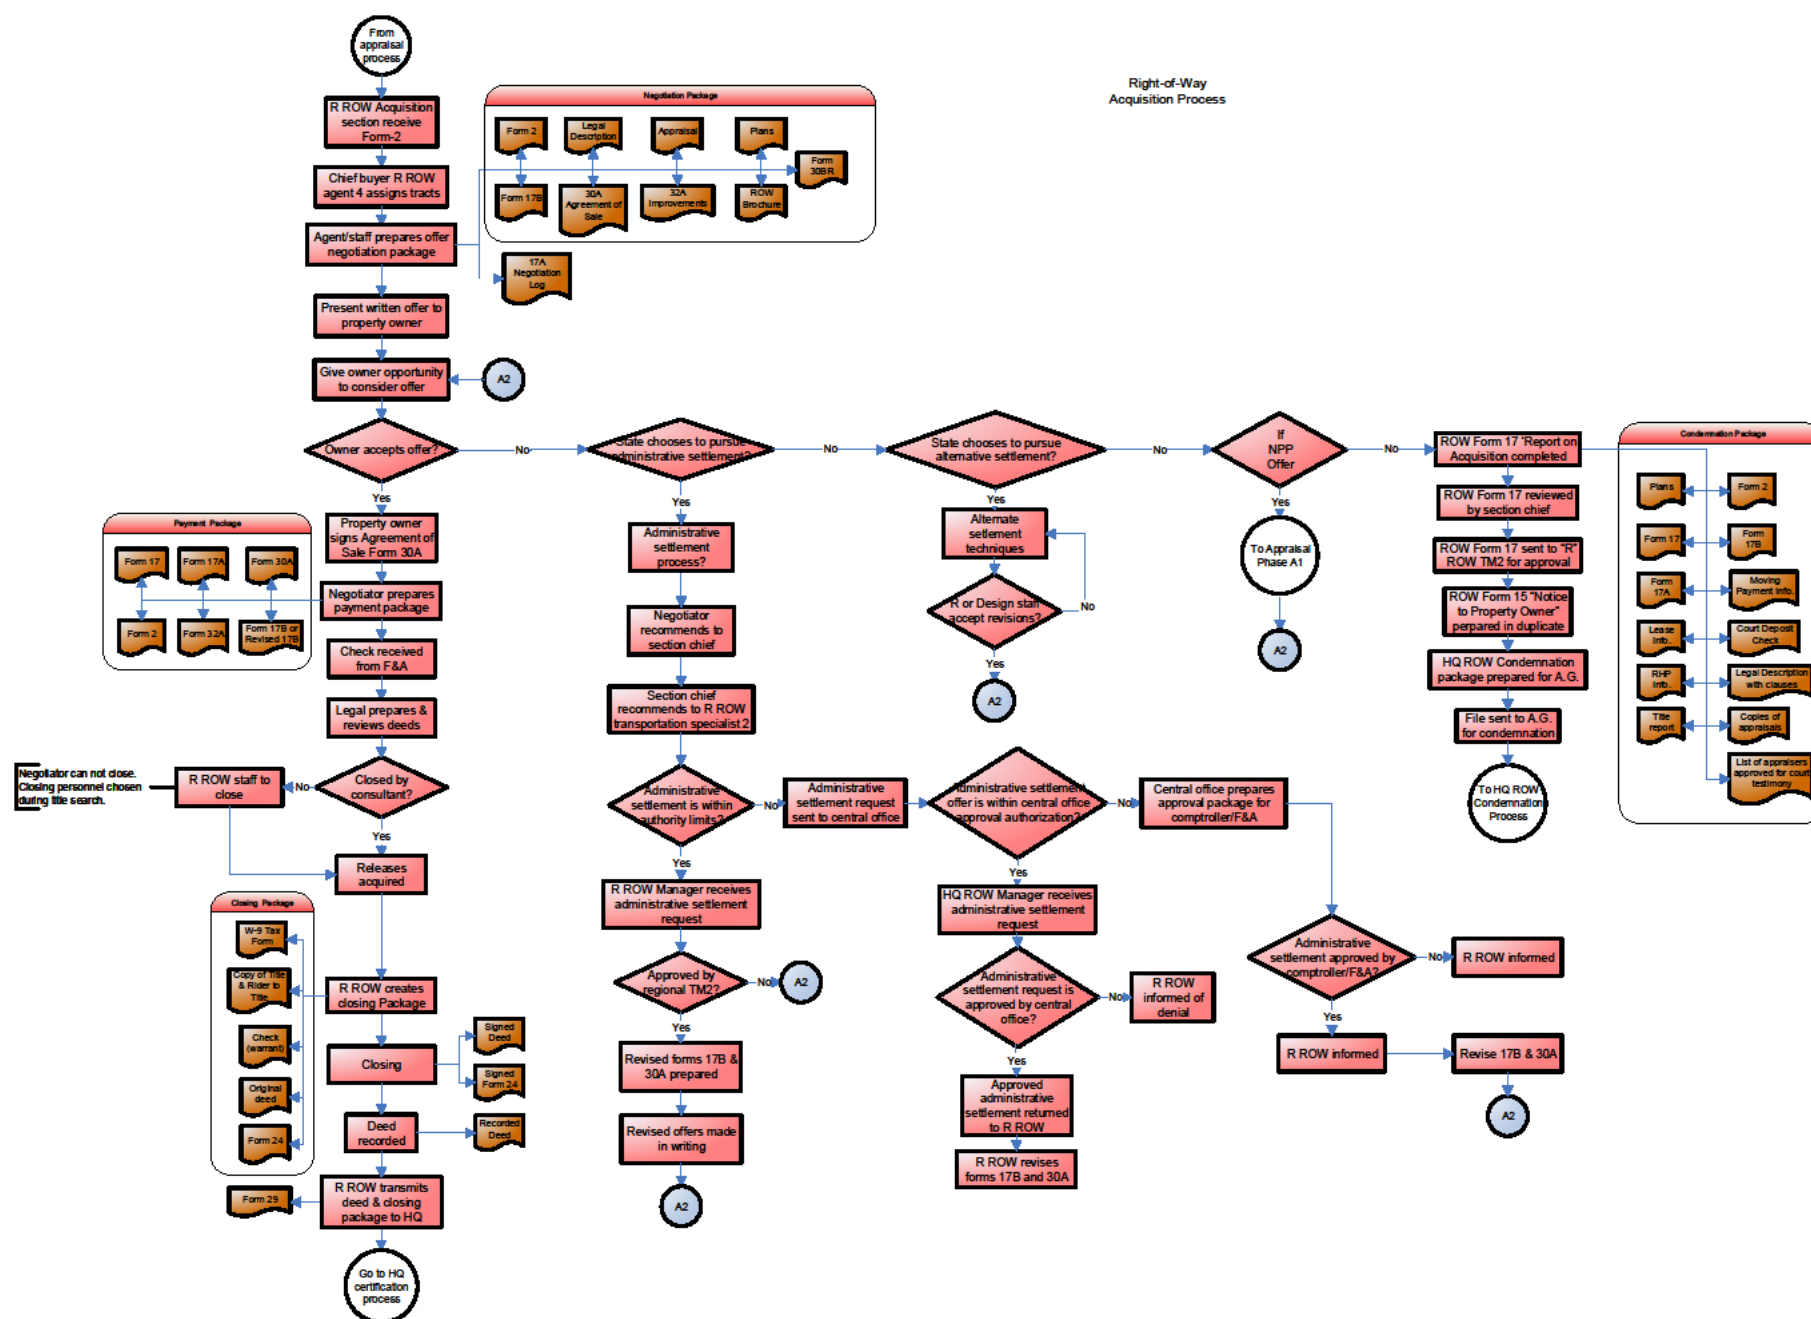 Right-of-Way
Acquisition Process
From
appraisal
process
R ROW Acquisition
section receive
Form-2
Chief buyer R ROW
agent 4 assigns tracts
Agent/staff prepares offer
negotiation package
Negotiation Package
Form 2
Legal
Description
Appraisal
Plans
Form
30BR
Form 17B
30A
Agreement of
Sale
32A
Improvements
ROW
Brochure
17A
Negotiation
Log
Present written offer to
property owner
Give owner opportunity
to consider offer
A2
Owner accepts offer?
No
State chooses to pursue
administrative settlement?
No
State chooses to pursue
alternative settlement?
No
If
NPP
Offer
No
ROW Form 17 "Report on
Acquisition completed
Yes
Property owner
signs Agreement of
Sale Form 30A
Payment Package
Form 17
Form 17A
Form 30A
Form 2
Form 32A
Form 17B or
Revised 17B
Negotiator prepares
payment package
Check received
from F&A
Legal prepares &
reviews deeds
Closed by
consultant?
No
R ROW staff to
close
Negotiator can not close.
Closing personnel chosen
during title search.
Yes
Releases
acquired
Closing Package
W-9 Tax
Form
Copy of Title
& Rider to
Title
Check
(warrant)
Original
deed
Form 24
R ROW creates
closing Package
Closing
Signed
Deed
Signed
Form 24
Deed
recorded
Recorded
Deed
R ROW transmits
deed & closing
package to HQ
Form 29
Go to HQ
certification
process
Yes
Administrative
settlement
process?
Negotiator
recommends to
section chief
Section chief
recommends to R ROW
transportation specialist 2
Administrative
settlement is within
authority limits?
No
Administrative
settlement request
sent to central office
Administrative settlement
offer is within central office
approval authorization?
No
Central office prepares
approval package for
comptroller/F&A
Yes
R ROW Manager receives
administrative settlement
request
Approved by
regional TM2?
No
A2
Yes
Revised forms 17B &
30A prepared
Revised offers made
in writing
A2
Yes
Alternate
setlement
techniques
R or Design staff
accept revisions?
No
Yes
A2
Yes
HQ ROW Manager receives
administrative settlement
request
Administrative
settlement request is
approved by central
office?
No
R ROW
informed of
denial
Yes
Approved
administrative
settlement returned
to R ROW
R ROW revises
forms 17B and 30A
Yes
To Appraisal
Phase A1
A2
Administrative
settlement approved by
comptroller/F&A?
No
R ROW informed
Yes
R ROW informed
Revise 17B & 30A
A2
ROW Form 17 reviewed
by section chief
ROW Form 17 sent to "R"
ROW TM2 for approval
ROW Form 15 "Notice
to Property Owner"
perpared in duplicate
HQ ROW Condemnation
package prepared for A.G.
File sent to A.G.
for condemnation
To HQ ROW
Condemnation
Process
Condemnation Package
Plans
Form 2
Form 17
Form
17B
Form
17A
Moving
Payment Info.
Lease
Info.
Court Deposit
Check
RHP
Info.
Legal Description
with clauses
Title
report
Copies of
appraisals
List of appraisers
approved for court
testimony